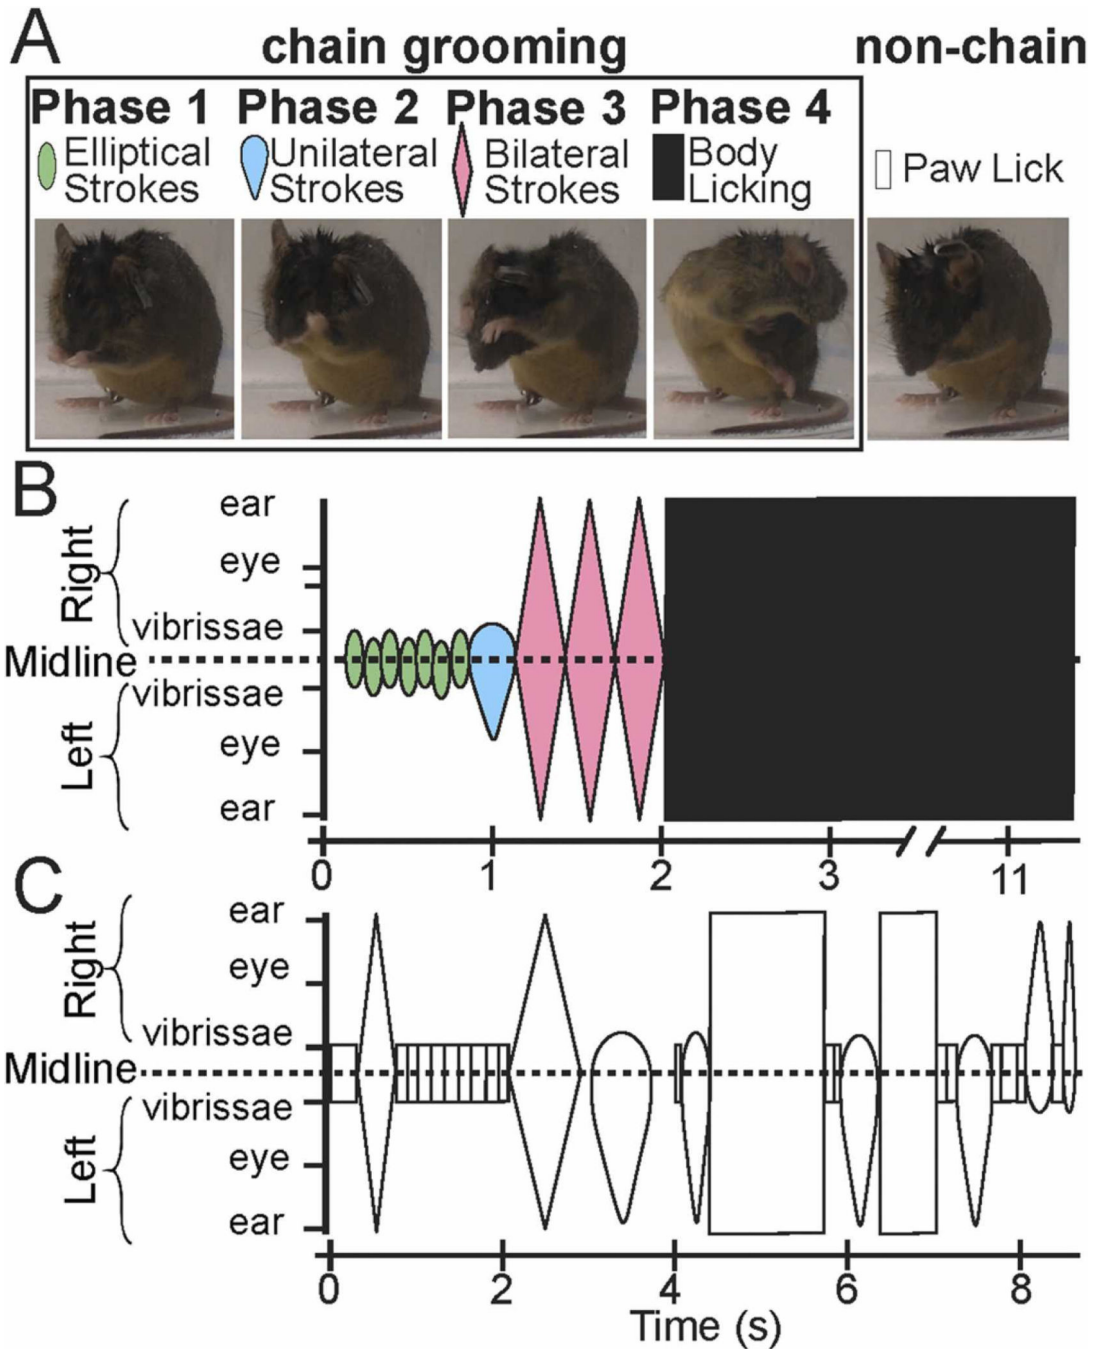 A
chain grooming
non-chain
Phase 1
Phase 2
Phase 3
Phase 4
Elliptical
Strokes
Unilateral
Strokes
Bilateral
Strokes
Body
Licking
Paw Lick
B
Right
ear
eye
vibrissae
Midline
vibrissae
Left
eye
ear
0
1
2
3
11
C
Right
ear
eye
vibrissae
Midline
vibrissae
Left
eye
ear
0
2
4
6
8
Time (s)